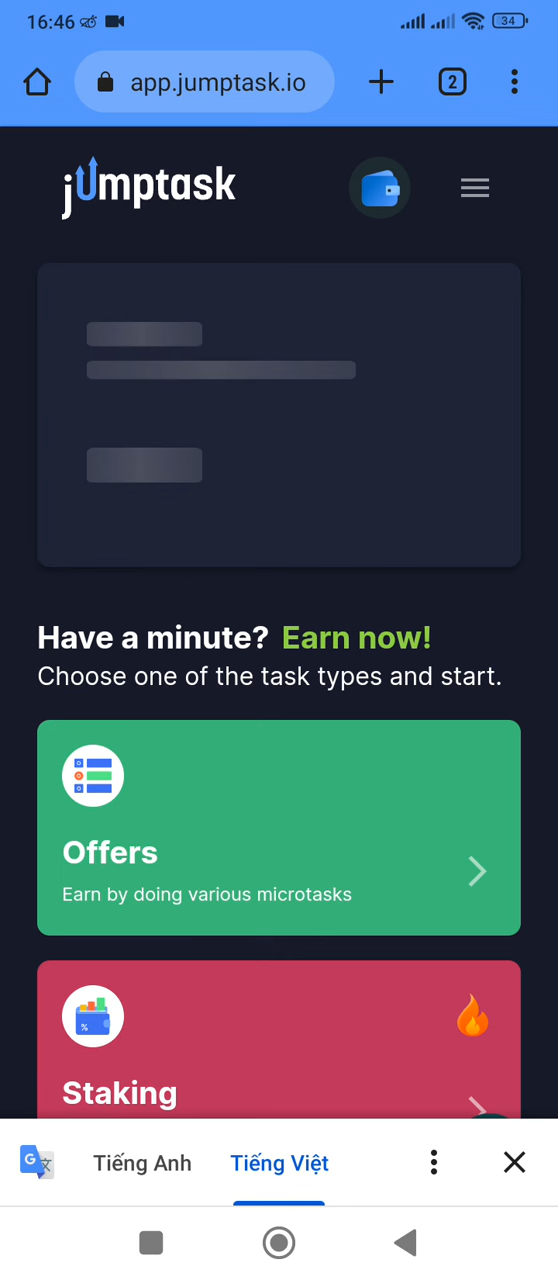 16:46
34
app.jumptask.io
2
jumptask
Have a minute? Earn now!
Choose one of the task types and start.
Offers
Earn by doing various microtasks
%
Staking
G 文
Tiếng Anh
Tiếng Việt